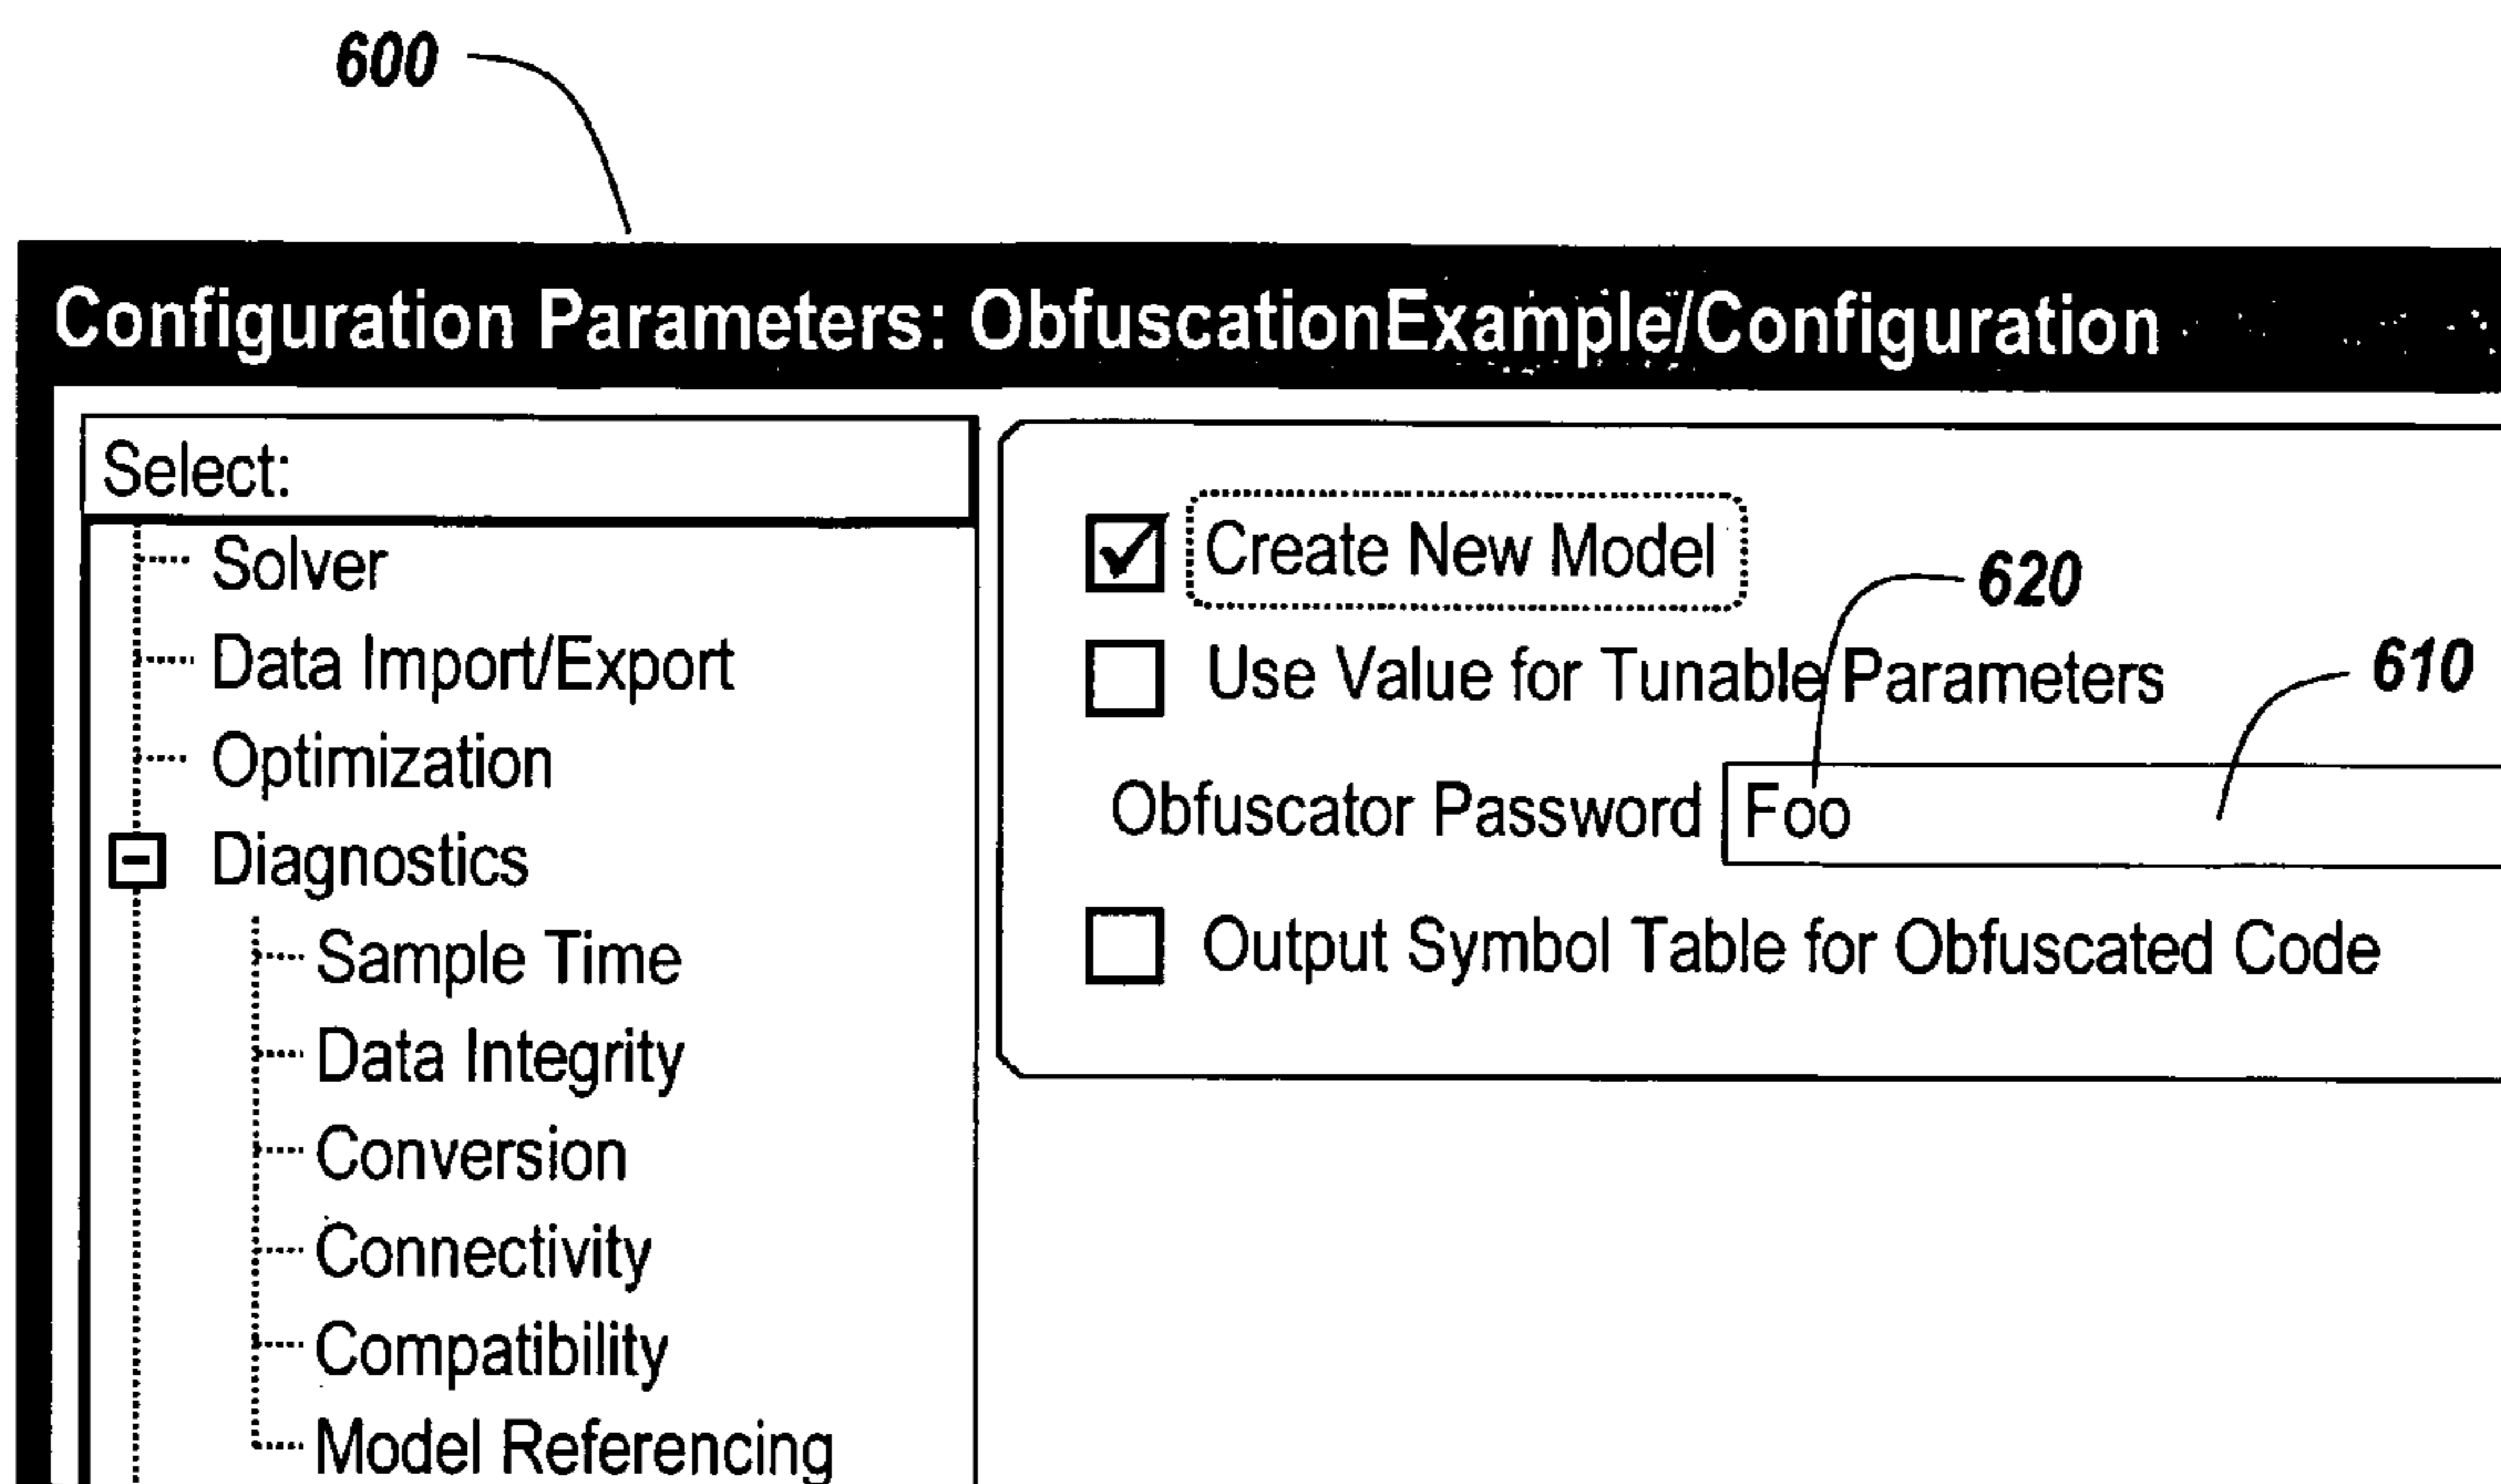 600
Configuration Parameters: ObfuscationExample/Configuration
Select:
Solver
Data Import/Export
Optimization
Diagnostics
Sample Time
Data Integrity
Conversion
Connectivity
Compatibility
Model Referencing
Create New Model
620
Use Value for Tunable Parameters
610
Obfuscator Password Foo
Output Symbol Table for Obfuscated Code